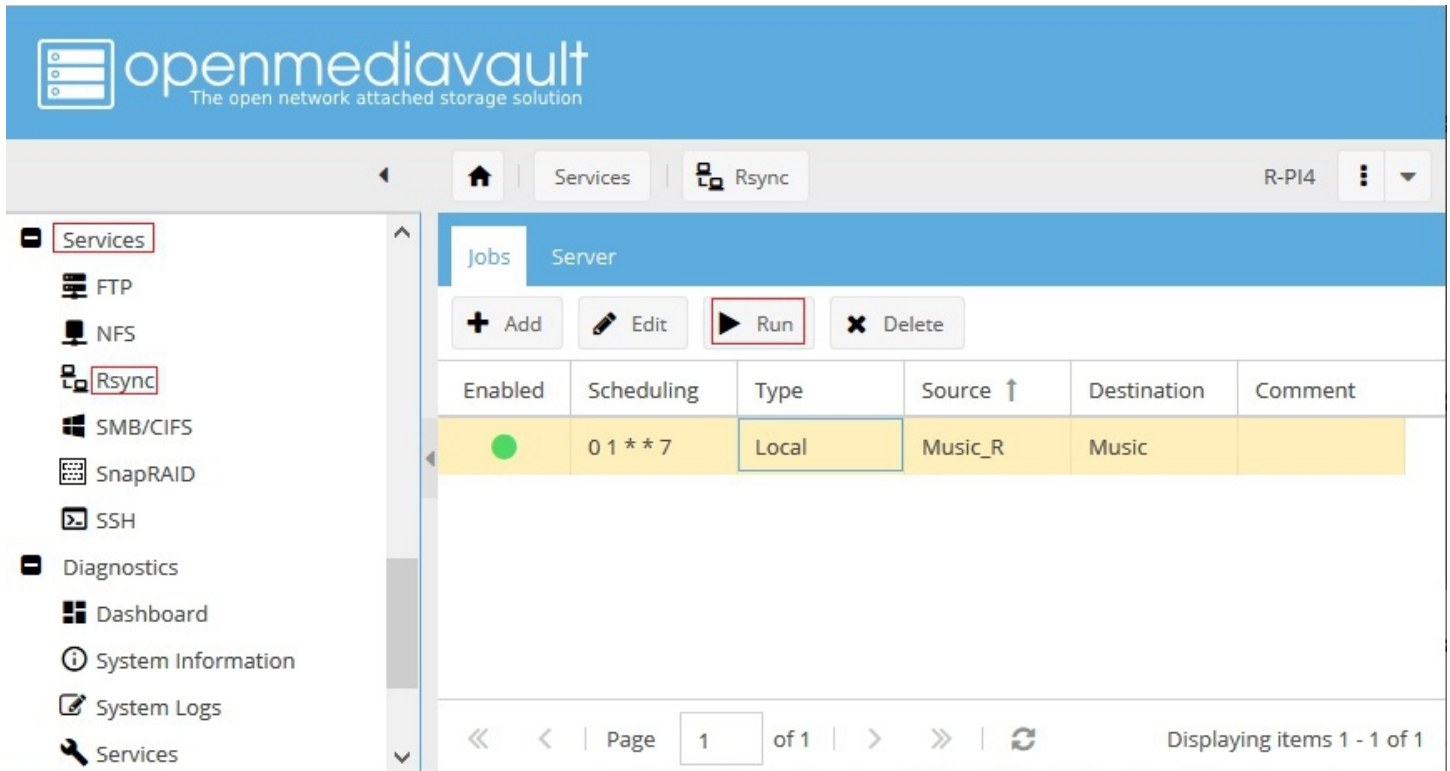 openmediavault
The open network attached storage solution
Services Rsync R-PI4
Services
FTP
NFS
Rsync
SMB/CIFS
SnapRAID
SSH
Diagnostics
Dashboard
System Information
System Logs
Services
Jobs Server
Add Edit Run Delete
Enabled Scheduling Type Source ↑ Destination Comment
0 1 * * 7 Local Music_R Music
Page 1 of 1 Displaying items 1 - 1 of 1